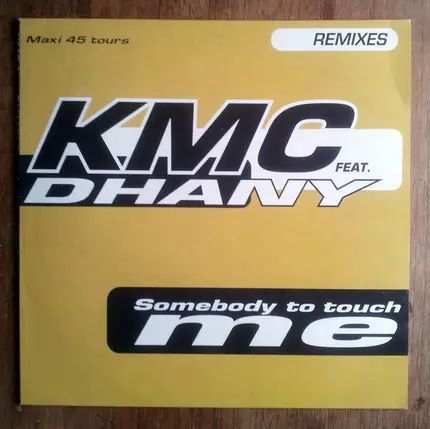 Maxi 45 tours
REMIXES
KMC
FEAT.
DHANY
Somebody to touch
me